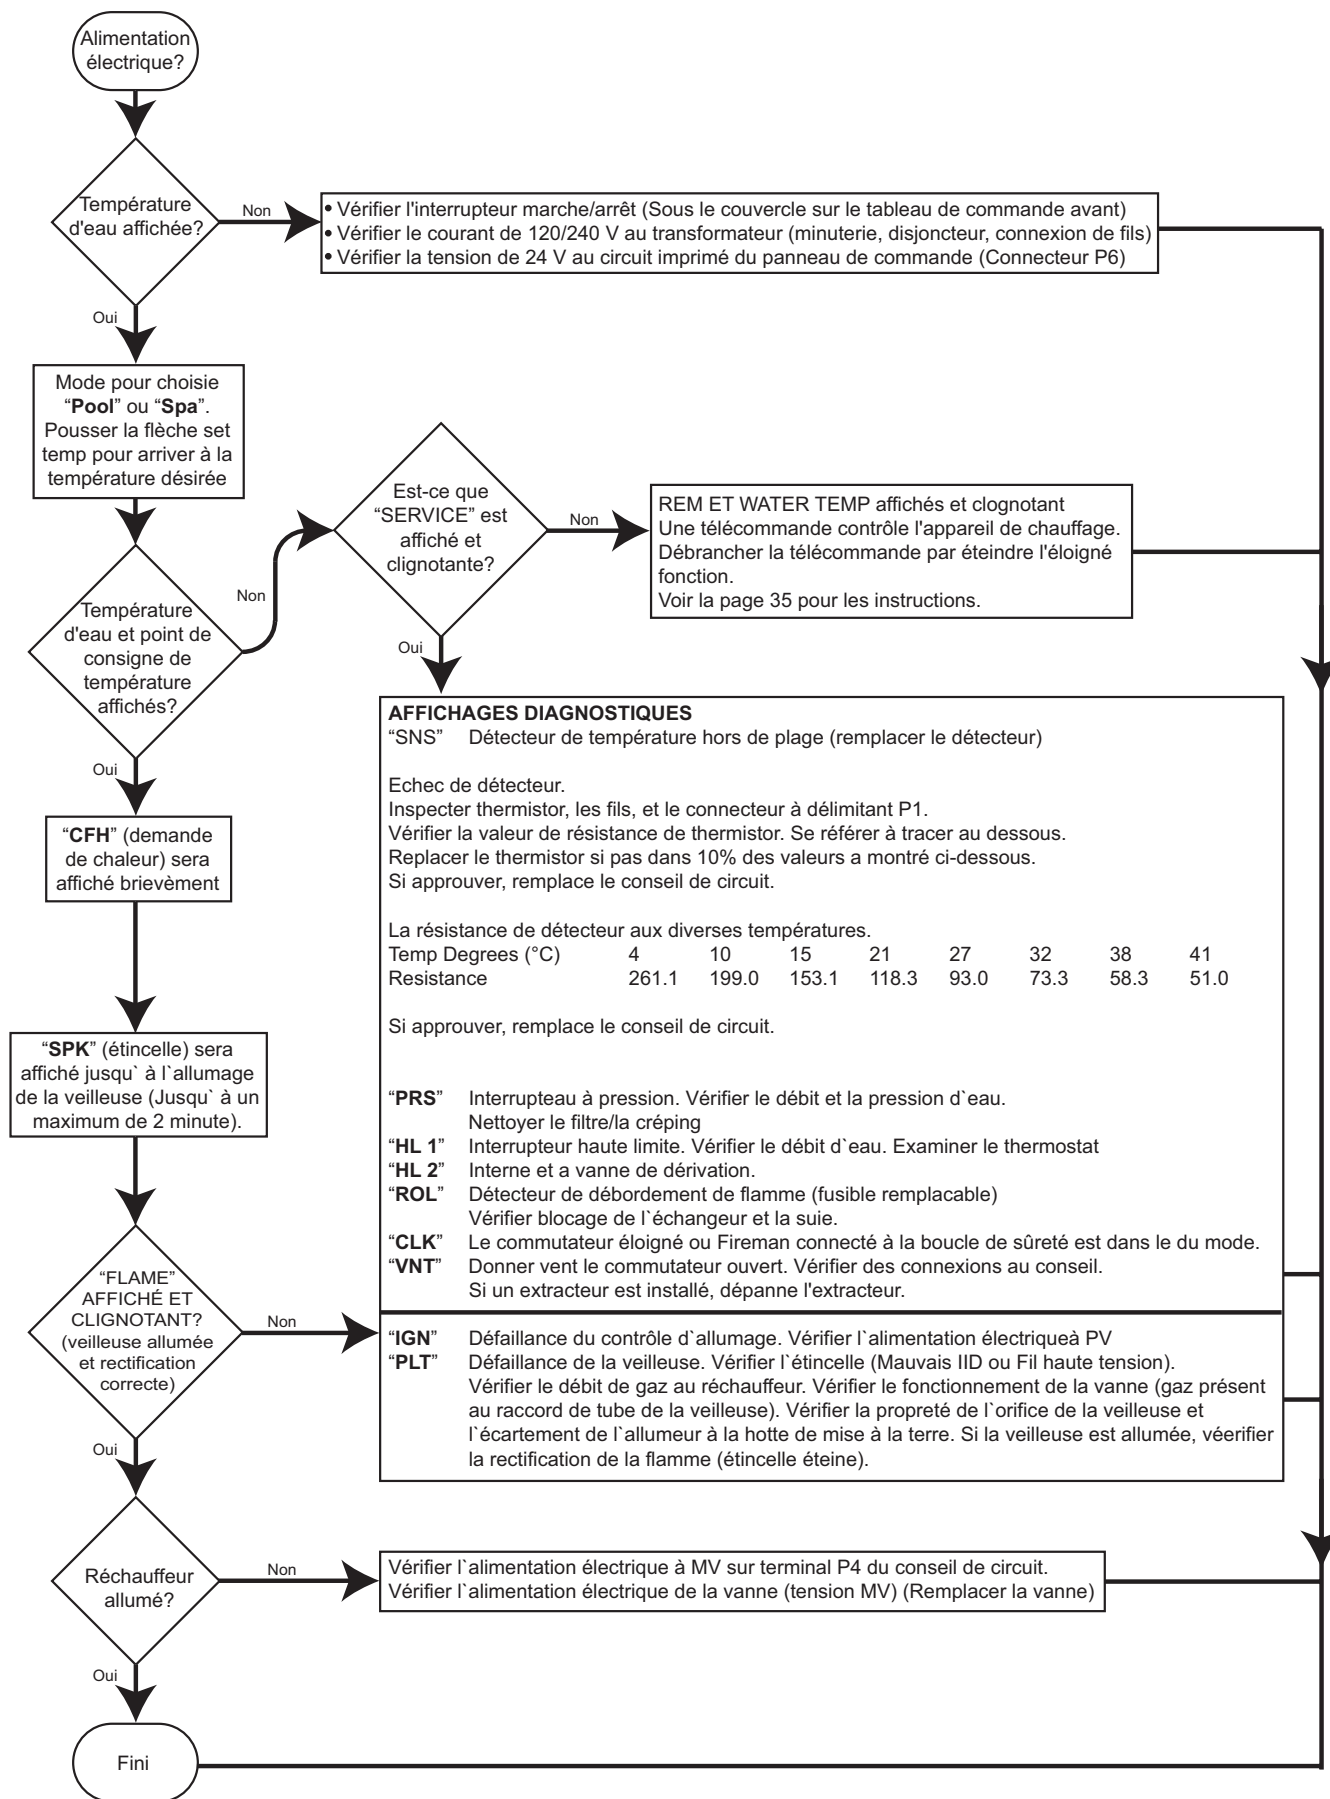 Alimentation
électrique?
Température
d'eau affichée?
Non
• Vérifier l'interrupteur marche/arrêt (Sous le couvercle sur le tableau de commande avant)
• Vérifier le courant de 120/240 V au transformateur (minuterie, disjoncteur, connexion de fils)
• Vérifier la tension de 24 V au circuit imprimé du panneau de commande (Connecteur P6)
Oui
Mode pour choisie
“Pool” ou “Spa”.
Pousser la flèche set
temp pour arriver à la
température désirée
Est-ce que
“SERVICE” est
affiché et
clignotante?
Non
REM ET WATER TEMP affichés et clognotant
Une télécommande contrôle l'appareil de chauffage.
Débrancher la télécommande par éteindre l'éloigné
fonction.
Voir la page 35 pour les instructions.
Température
d'eau et point de
consigne de
température
affichés?
Non
Oui
Oui
AFFICHAGES DIAGNOSTIQUES
“SNS” Détecteur de température hors de plage (remplacer le détecteur)
Echec de détecteur.
Inspecter thermistor, les fils, et le connecteur à délimitant P1.
Vérifier la valeur de résistance de thermistor. Se référer à tracer au dessous.
Replacer le thermistor si pas dans 10% des valeurs a montré ci-dessous.
Si approuver, remplace le conseil de circuit.
La résistance de détecteur aux diverses températures.
Temp Degrees (°C) 4 10 15 21 27 32 38 41
Resistance 261.1 199.0 153.1 118.3 93.0 73.3 58.3 51.0
Si approuver, remplace le conseil de circuit.
“PRS” Interrupteau à pression. Vérifier le débit et la pression d`eau.
Nettoyer le filtre/la créping
“HL 1” Interrupteur haute limite. Vérifier le débit d`eau. Examiner le thermostat
“HL 2” Interne et a vanne de dérivation.
“ROL” Détecteur de débordement de flamme (fusible remplacable)
Vérifier blocage de l`échangeur et la suie.
“CLK” Le commutateur éloigné ou Fireman connecté à la boucle de sûreté est dans le du mode.
“VNT” Donner vent le commutateur ouvert. Vérifier des connexions au conseil.
Si un extracteur est installé, dépanne l'extracteur.
“IGN” Défaillance du contrôle d`allumage. Vérifier l`alimentation électriqueà PV
“PLT” Défaillance de la veilleuse. Vérifier l`étincelle (Mauvais IID ou Fil haute tension).
Vérifier le débit de gaz au réchauffeur. Vérifier le fonctionnement de la vanne (gaz présent
au raccord de tube de la veilleuse). Vérifier la propreté de l`orifice de la veilleuse et
l`écartement de l`allumeur à la hotte de mise à la terre. Si la veilleuse est allumée, véerifier
la rectification de la flamme (étincelle éteine).
“CFH” (demande
de chaleur) sera
affiché brievèment
“SPK” (étincelle) sera
affiché jusqu` à l`allumage
de la veilleuse (Jusqu` à un
maximum de 2 minute).
“FLAME”
AFFICHÉ ET
CLIGNOTANT?
(veilleuse allumée
et rectification
correcte)
Non
Oui
Réchauffeur
allumé?
Non
Vérifier l`alimentation électrique à MV sur terminal P4 du conseil de circuit.
Vérifier l`alimentation électrique de la vanne (tension MV) (Remplacer la vanne)
Oui
Fini